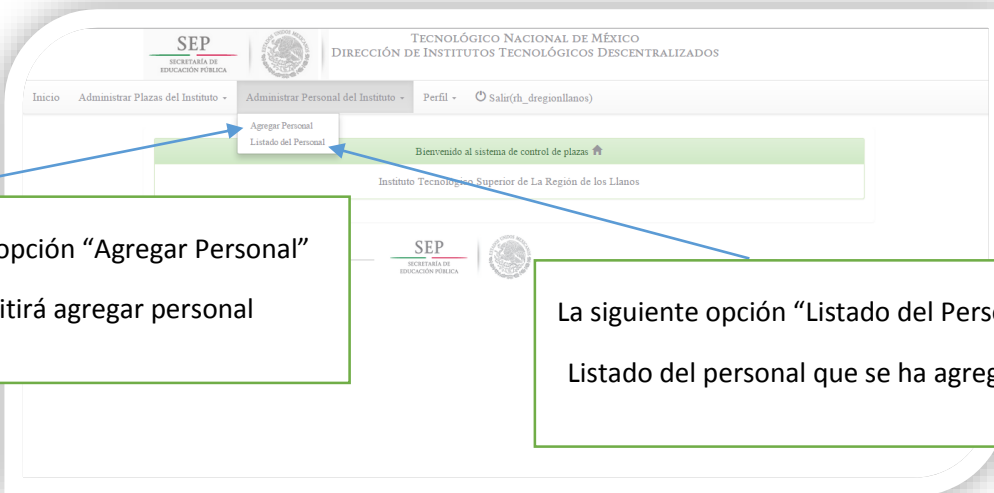 TECNOLÓGICO NACIONAL DE MÉXICO
DIRECCIÓN DE INSTITUTOS TECNOLÓGICOS DESCENTRALIZADOS
SEP
SECRETARÍA DE
EDUCACIÓN PÚBLICA
Inicio Administrar Plazas del Instituto Administrar Personal del Instituto Perfil Salir(rh_dregionllanos)
Agregar Personal
Listado del Personal
Bienvenido al sistema de control de plazas
Instituto Tecnológico Superior de La Región de los Llanos
SEP
SECRETARÍA DE
EDUCACIÓN PÚBLICA
opción “Agregar Personal”
itirá agregar personal
La siguiente opción “Listado del Pers
Listado del personal que se ha agre